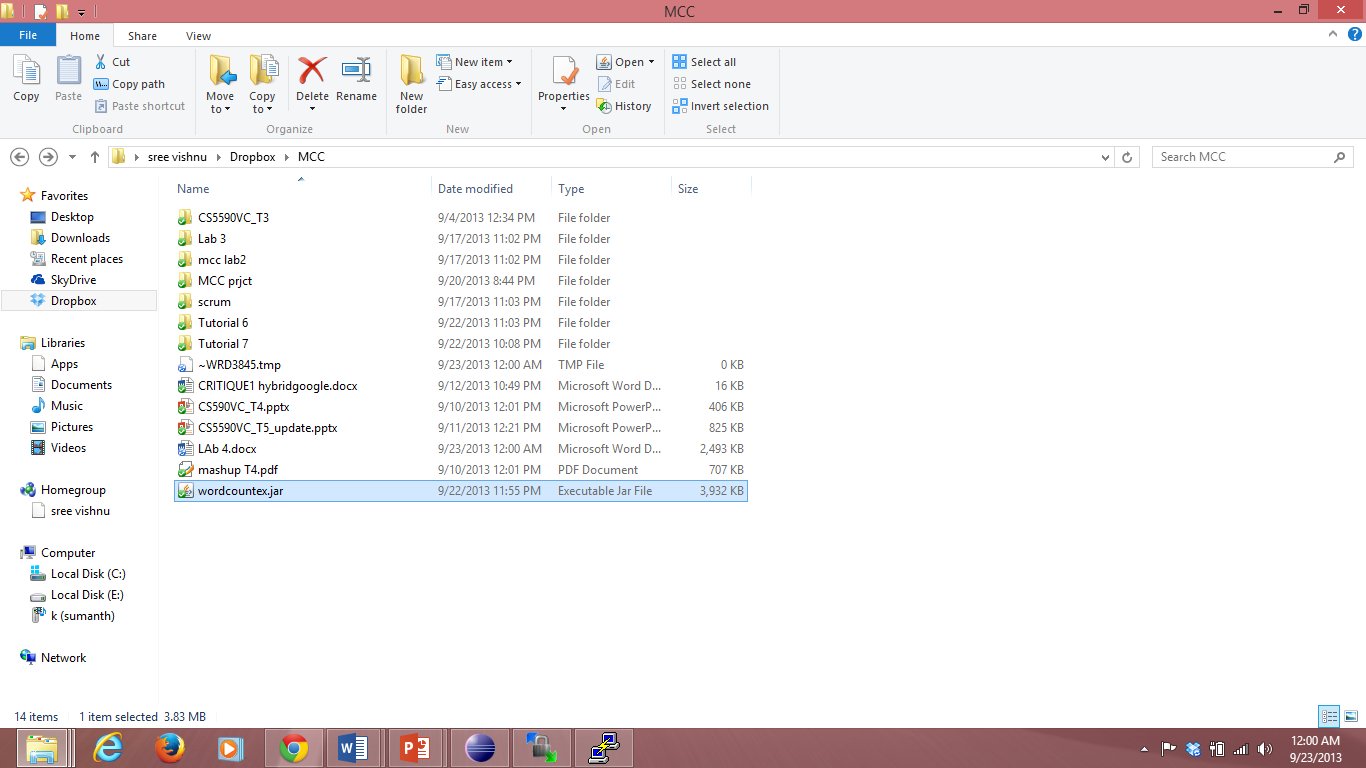 MCC
File Home Share View
Copy
Paste
Cut
Copy path
Paste shortcut
Clipboard
Move to
Copy to
Delete
Rename
Organize
New folder
New item
Easy access
New
Properties
Open
Edit
History
Open
Select all
Select none
Invert selection
Select
sree vishnu Dropbox MCC
Search MCC
Favorites
Desktop
Downloads
Recent places
SkyDrive
Dropbox
Libraries
Apps
Documents
Music
Pictures
Videos
Homegroup
sree vishnu
Computer
Local Disk (C:)
Local Disk (E:)
k (sumanth)
Network
Name Date modified Type Size
CS5590VC_T3 9/4/2013 12:34 PM File folder
Lab 3 9/17/2013 11:02 PM File folder
mcc lab2 9/17/2013 11:02 PM File folder
MCC prjct 9/20/2013 8:44 PM File folder
scrum 9/17/2013 11:03 PM File folder
Tutorial 6 9/22/2013 11:03 PM File folder
Tutorial 7 9/22/2013 10:08 PM File folder
~WRD3845.tmp 9/23/2013 12:00 AM TMP File 0 KB
CRITIQUE1 hybridgoogle.docx 9/12/2013 10:49 PM Microsoft Word D... 16 KB
CS590VC_T4.pptx 9/10/2013 12:01 PM Microsoft PowerP... 406 KB
CS5590VC_T5_update.pptx 9/11/2013 12:21 PM Microsoft PowerP... 825 KB
LAb 4.docx 9/23/2013 12:00 AM Microsoft Word D... 2,493 KB
mashup T4.pdf 9/10/2013 12:01 PM PDF Document 707 KB
wordcountex.jar 9/22/2013 11:55 PM Executable Jar File 3,932 KB
14 items 1 item selected 3.83 MB
12:00 AM
9/23/2013